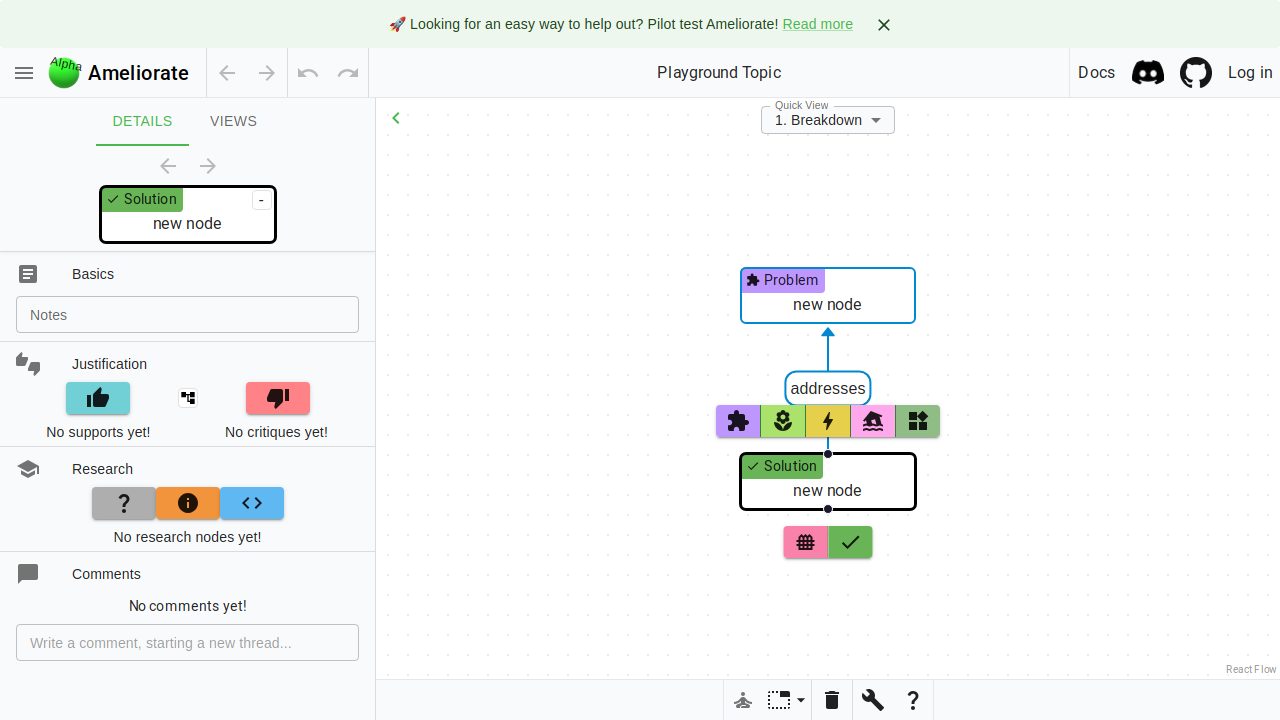 🚀 Looking for an easy way to help out? Pilot test Ameliorate! Read more
Alpha
Ameliorate
Playground Topic
Docs
Log in
DETAILS
VIEWS
Solution
-
new node
Basics
Notes
Justification
No supports yet!
No critiques yet!
Research
No research nodes yet!
Comments
No comments yet!
Write a comment, starting a new thread...
Quick View
1. Breakdown
Problem
new node
addresses
Solution
new node
React Flow